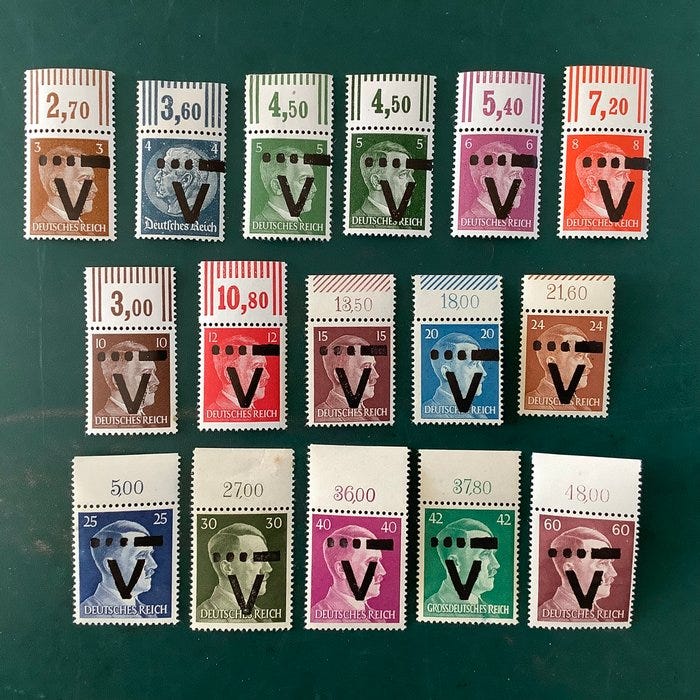 2,70
3 3
V
DEUTSCHES REICH
3,60
4 4
V
Deutsches Reich
4,50
5 5
V
DEUTSCHES REICH
4,50
5 5
V
DEUTSCHES REICH
5,40
6 6
V
DEUTSCHES REICH
7,20
8 8
V
DEUTSCHES REICH
3,00
10 10
V
DEUTSCHES REICH
10,80
12 12
V
DEUTSCHES REICH
13,50
15 15
V
DEUTSCHES REICH
18,00
20 20
V
DEUTSCHES REICH
21,60
24 24
V
DEUTSCHES REICH
5,00
25 25
V
DEUTSCHES REICH
27,00
30 30
V
DEUTSCHES REICH
36,00
40 40
V
DEUTSCHES REICH
37,80
42 42
V
GROSSDEUTSCHES REICH
48,00
60 60
V
DEUTSCHES REICH